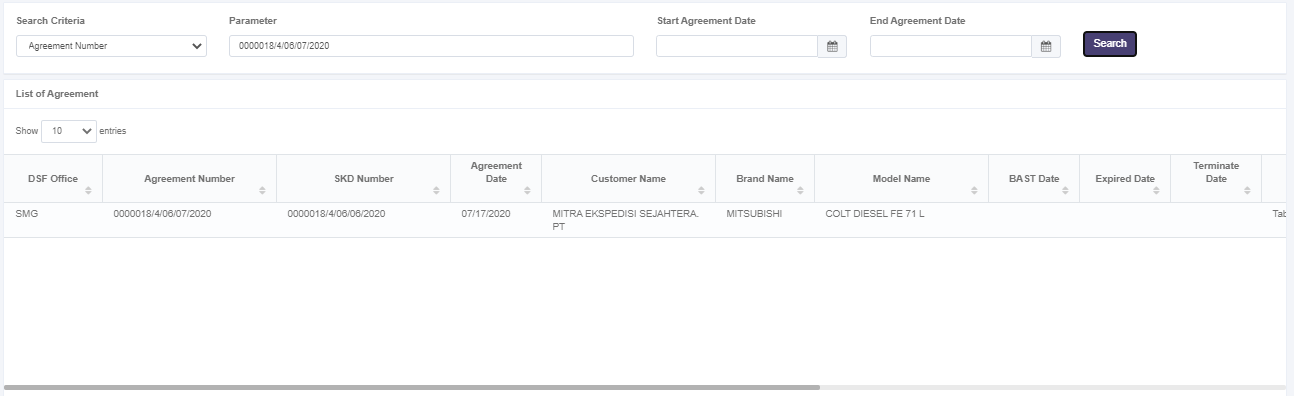 Search Criteria
Parameter
Start Agreement Date
End Agreement Date
Agreement Number
0000018/4/06/07/2020
Search
List of Agreement
Show 10 entries
DSF Office
Agreement Number
SKD Number
Agreement
Date
Customer Name
Brand Name
Model Name
BAST Date
Expired Date
Terminate
Date
SMG
0000018/4/06/07/2020
0000018/4/06/06/2020
07/17/2020
MITRA EKSPEDISI SEJAHTERA.
PT
MITSUBISHI
COLT DIESEL FE 71 L